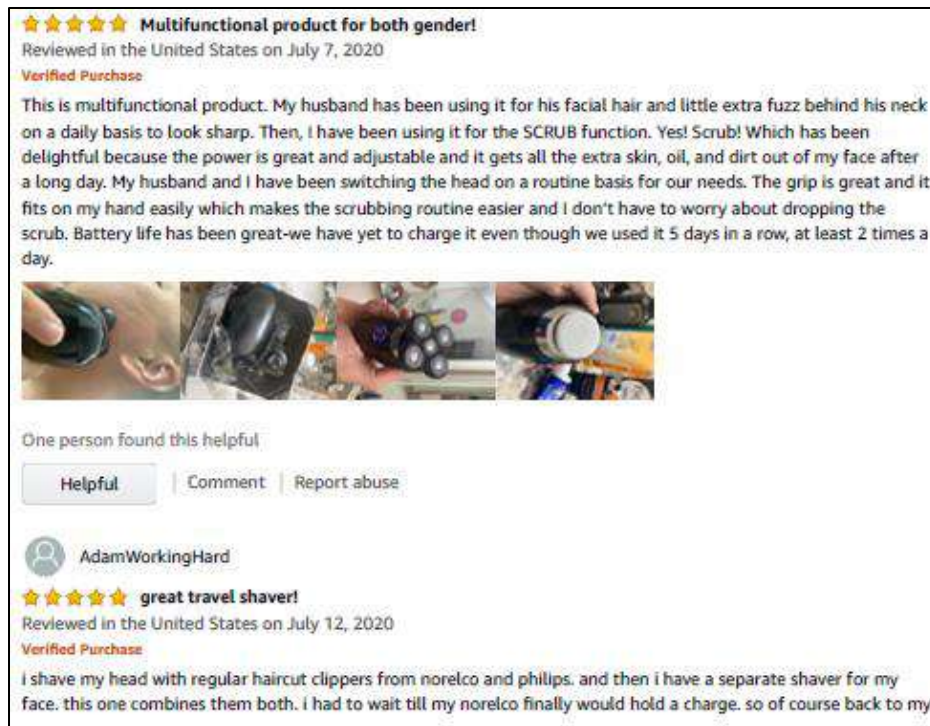 Multifunctional product for both gender!
Reviewed in the United States on July 7, 2020
Verified Purchase
This is multifunctional product. My husband has been using it for his facial hair and little extra fuzz behind his neck
on a daily basis to look sharp. Then, I have been using it for the SCRUB function. Yes! Scrub! Which has been
delightful because the power is great and adjustable and it gets all the extra skin, oil, and dirt out of my face after
a long day. My husband and I have been switching the head on a routine basis for our needs. The grip is great and it
fits on my hand easily which makes the scrubbing routine easier and I don't have to worry about dropping the
scrub. Battery life has been great-we have yet to charge it even though we used it 5 days in a row, at least 2 times a
day.
One person found this helpful
Helpful | Comment | Report abuse
AdamWorkingHard
great travel shaver!
Reviewed in the United States on July 12, 2020
Verified Purchase
i shave my head with regular haircut clippers from norelco and philips. and then i have a separate shaver for my
face. this one combines them both. i had to wait till my norelco finally would hold a charge. so of course back to my